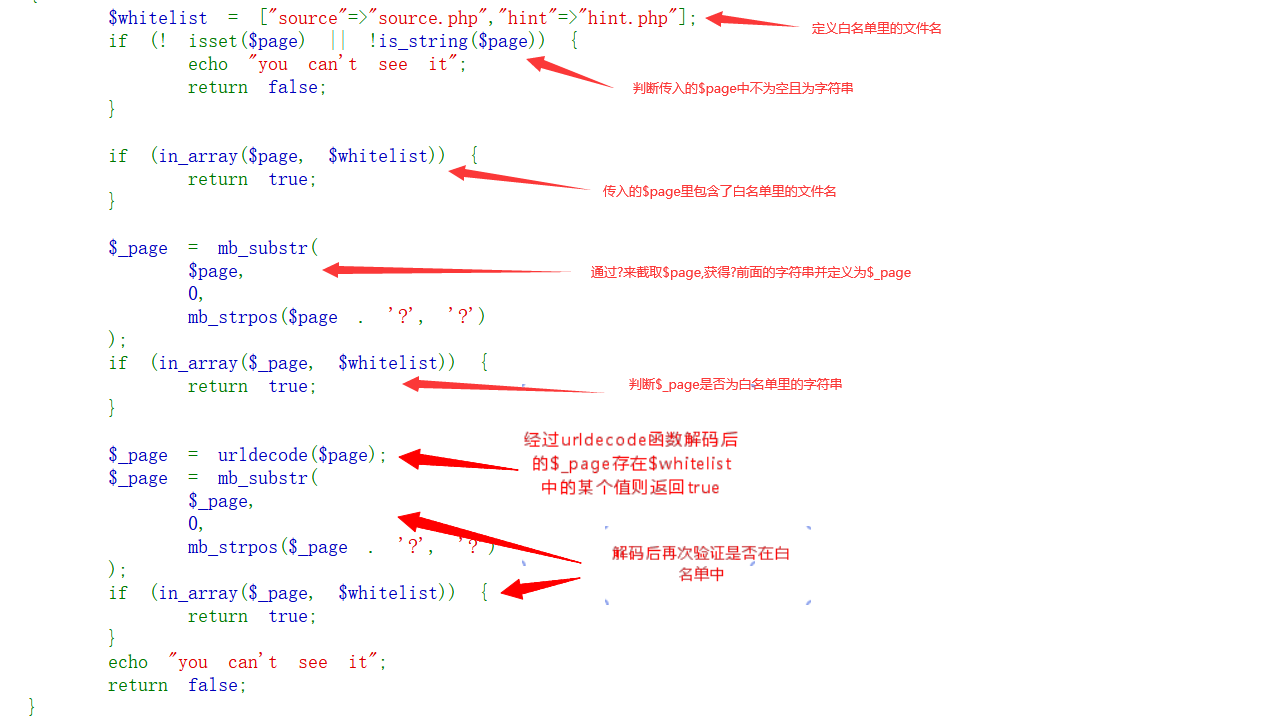 {
$whitelist = ["source"=>"source.php","hint"=>"hint.php"];
定义白名单里的文件名
if (! isset($page) || !is_string($page)) {
echo "you can't see it";
判断传入的$page中不为空且为字符串
return false;
}
if (in_array($page, $whitelist)) {
return true;
传入的$page里包含了白名单里的文件名
}
$_page = mb_substr(
$page,
通过?来截取$page,获得?前面的字符串并定义为$_page
0,
mb_strpos($page . '?', '?')
);
if (in_array($_page, $whitelist)) {
return true;
判断$_page是否为白名单里的字符串
}
$_page = urldecode($page);
经过urldecode函数解码后
的$_page存在$whitelist
中的某个值则返回true
$_page = mb_substr(
$_page,
0,
mb_strpos($_page . '?', '?')
解码后再次验证是否在白
名单中
);
if (in_array($_page, $whitelist)) {
return true;
}
echo "you can't see it";
return false;
}